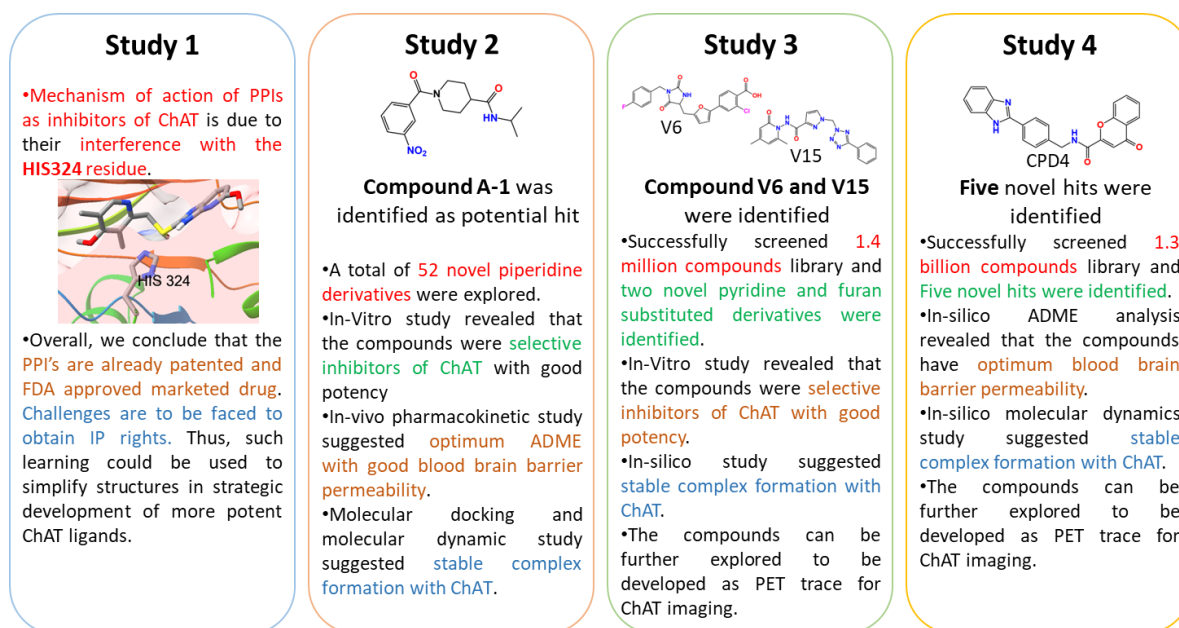 Study 1
•Mechanism of action of PPIs
as inhibitors of ChAT is due to
their interference with the
HIS324 residue.
HIS 324
•Overall, we conclude that the
PPI's are already patented and
FDA approved marketed drug.
Challenges are to be faced to
obtain IP rights. Thus, such
learning could be used to
simplify structures in strategic
development of more potent
ChAT ligands.
Study 2
O
N
O
HN
NO2
Compound A-1 was
identified as potential hit
•A total of 52 novel piperidine
derivatives were explored.
•In-Vitro study revealed that
the compounds were selective
inhibitors of ChAT with good
potency
•In-vivo pharmacokinetic study
suggested optimum ADME
with good blood brain barrier
permeability.
•Molecular docking and
molecular dynamic study
suggested stable complex
formation with ChAT.
Study 3
V6
V15
Compound V6 and V15
were identified
•Successfully screened 1.4
million compounds library and
two novel pyridine and furan
substituted derivatives were
identified.
•In-Vitro study revealed that
the compounds were selective
inhibitors of ChAT with good
potency.
•In-silico study suggested
stable complex formation with
ChAT.
•The compounds can be
further explored to be
developed as PET trace for
ChAT imaging.
Study 4
N
NH
HN
O
O
O
CPD4
Five novel hits were
identified
•Successfully screened 1.3
billion compounds library and
Five novel hits were identified.
•In-silico ADME analysis
revealed that the compounds
have optimum blood brain
barrier permeability.
•In-silico molecular dynamics
study suggested stable
complex formation with ChAT.
•The compounds can be
further explored to be
developed as PET trace for
ChAT imaging.